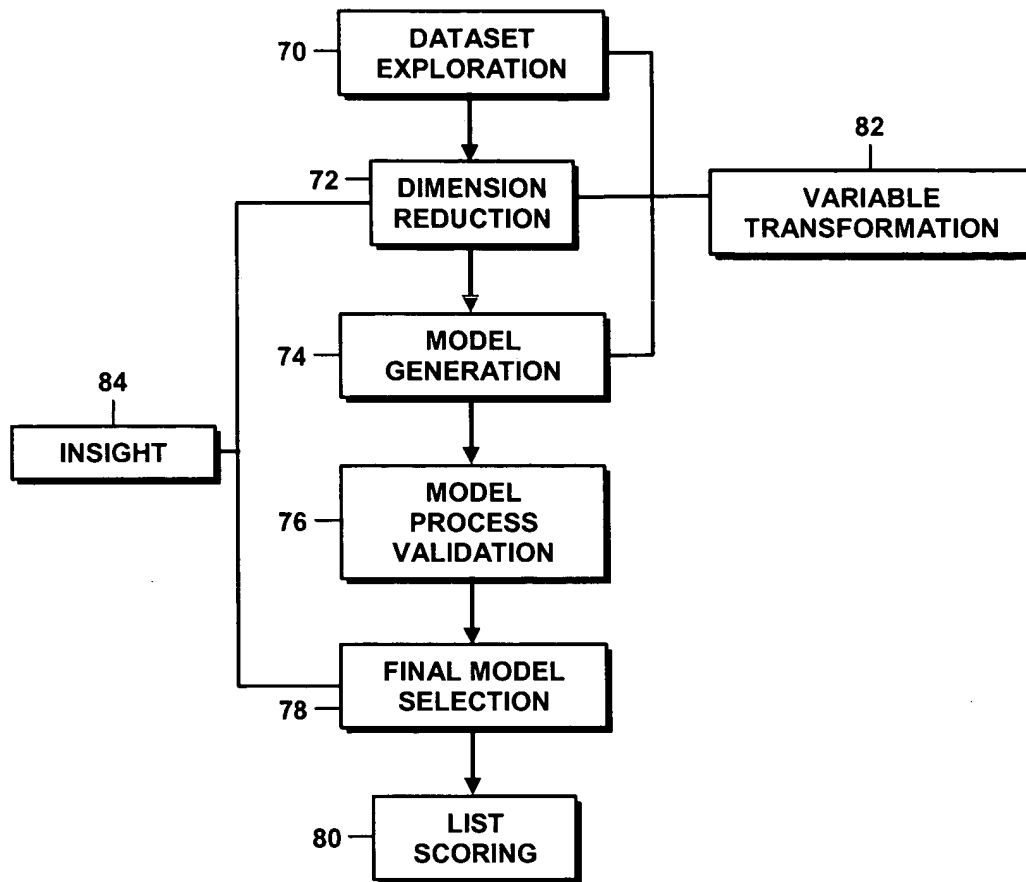 70
DATASET
EXPLORATION
82
72
DIMENSION
REDUCTION
VARIABLE
TRANSFORMATION
74
MODEL
GENERATION
84
INSIGHT
76
MODEL
PROCESS
VALIDATION
78
FINAL MODEL
SELECTION
80
LIST
SCORING